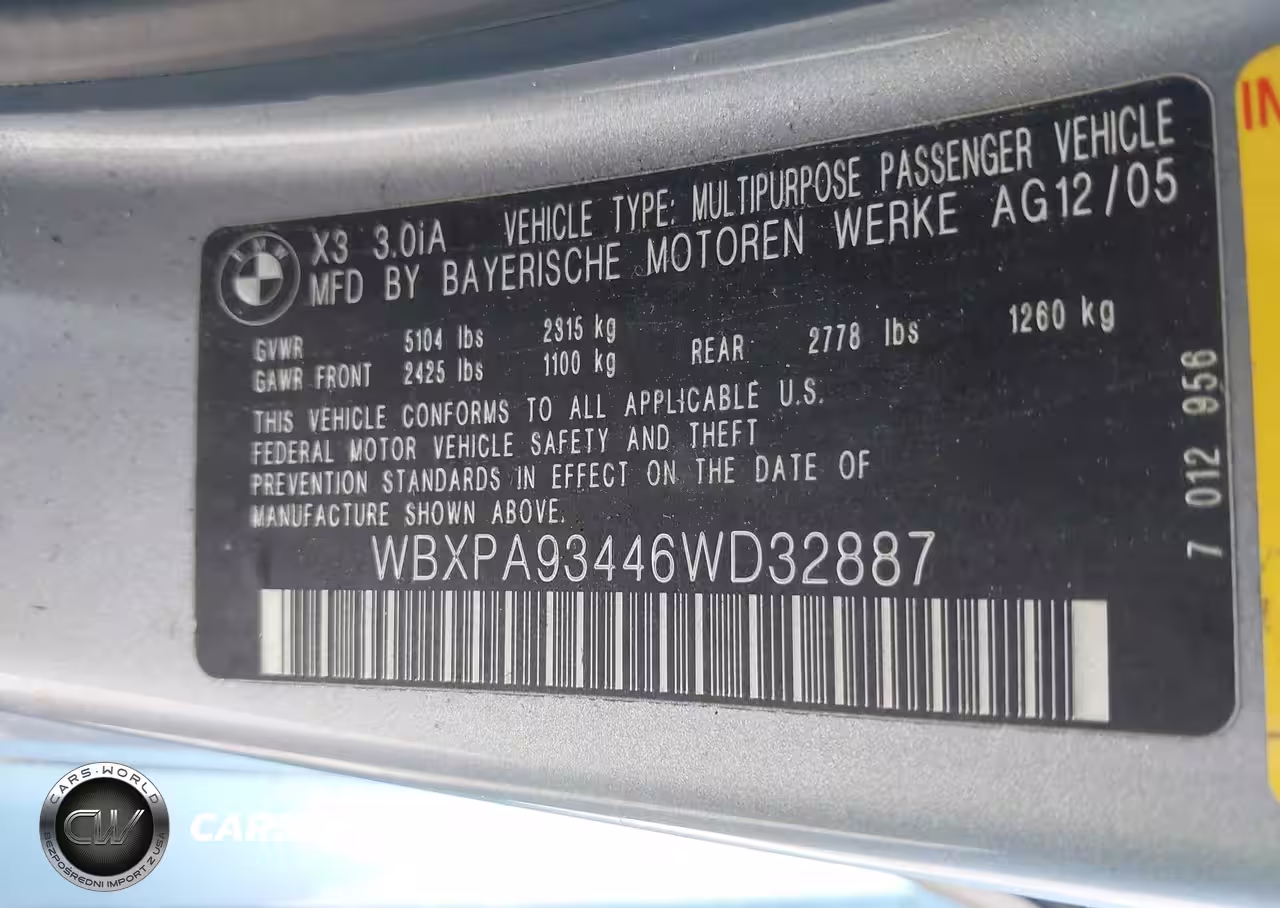 BMW
X3 3.0iA VEHICLE TYPE: MULTIPURPOSE PASSENGER VEHICLE
MFD BY BAYERISCHE MOTOREN WERKE AG 12/05
GVWR 5104 lbs 2315 kg
GAWR FRONT 2425 lbs 1100 kg REAR 2778 lbs 1260 kg
THIS VEHICLE CONFORMS TO ALL APPLICABLE U.S.
FEDERAL MOTOR VEHICLE SAFETY AND THEFT
PREVENTION STANDARDS IN EFFECT ON THE DATE OF
MANUFACTURE SHOWN ABOVE.
WBXPA93446WD32887
7 012 956
IN
CARS·WORLD
CW
BEZPOŚREDNI IMPORT Z USA
CAR